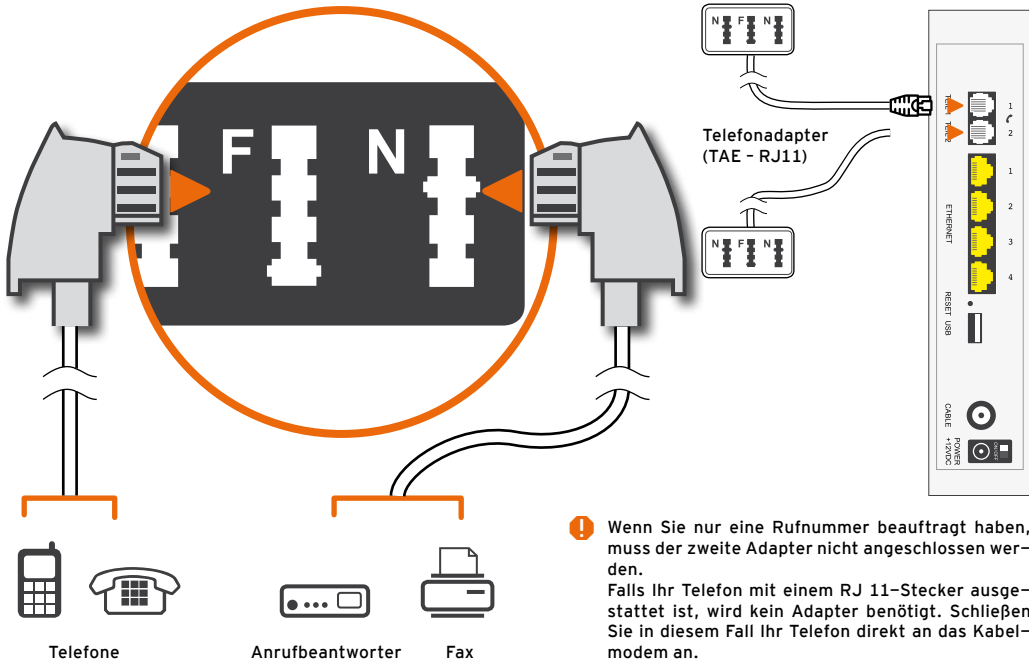 N F N
F N
Telefonadapter
(TAE – RJ11)
N F N
TEL 1
TEL 2
1
2
ETHERNET
1
2
3
4
RESET USB
CABLE
POWER
+12VDC
ON/OFF
Telefone
Anrufbeantworter
Fax
Wenn Sie nur eine Rufnummer beauftragt haben,
muss der zweite Adapter nicht angeschlossen wer–
den.
Falls Ihr Telefon mit einem RJ 11–Stecker ausge–
stattet ist, wird kein Adapter benötigt. Schließen
Sie in diesem Fall Ihr Telefon direkt an das Kabel–
modem an.